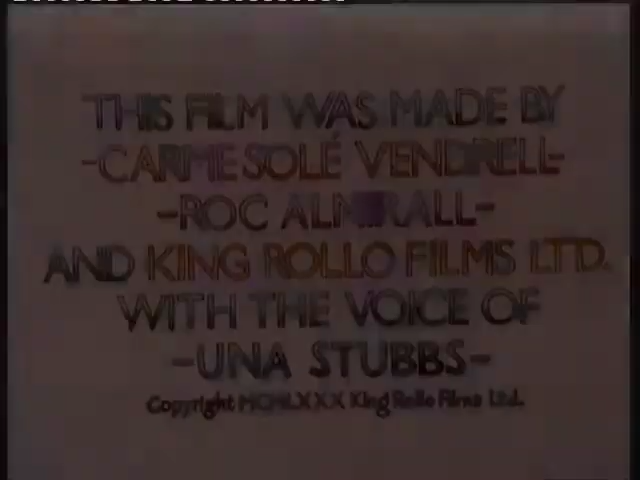 THIS FILM WAS MADE BY
-CARME SOLÉ VENDRELL-
-ROC ALMIRALL-
AND KING ROLLO FILMS LTD.
WITH THE VOICE OF
-UNA STUBBS-
Copyright MCMLXXX King Rollo Films Ltd.